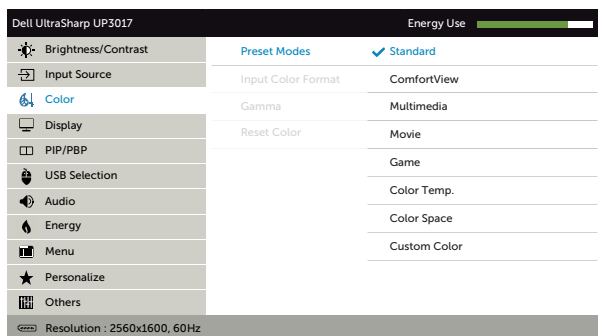 Dell UltraSharp UP3017 Energy Use
Brightness/Contrast Preset Modes Standard
Input Source Input Color Format ComfortView
Color Gamma Multimedia
Display Reset Color Movie
PIP/PBP Game
USB Selection Color Temp.
Audio Color Space
Energy Custom Color
Menu
Personalize
Others
Resolution : 2560x1600, 60Hz